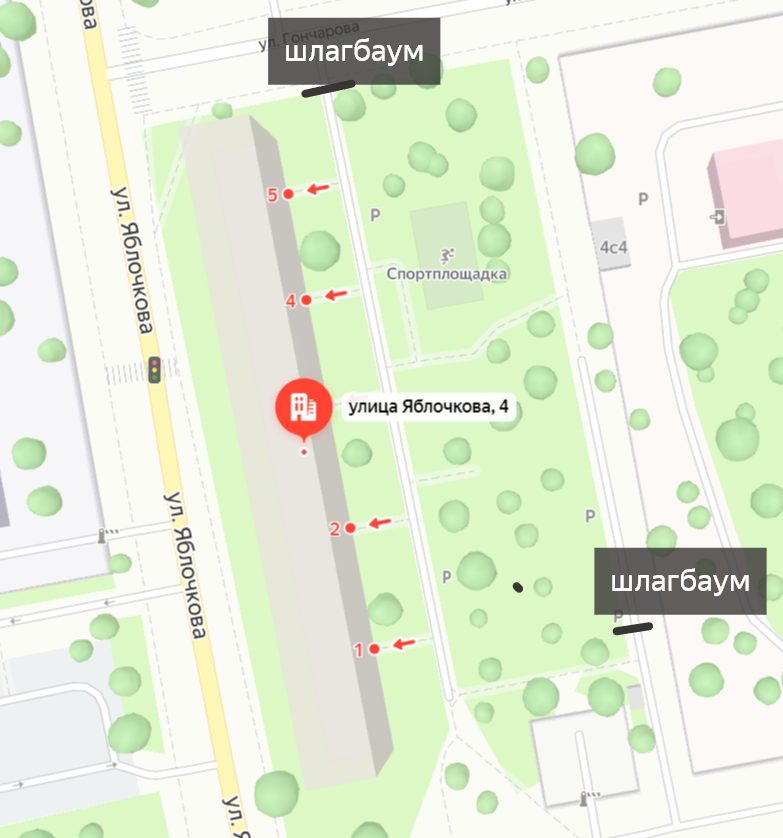 ул. Гончарова
шлагбаум
5
Р
Р
4с4
Спортплощадка
ул. Яблочкова
4
улица Яблочкова, 4
ул. Яблочкова
2
Р
Р
шлагбаум
Р
1